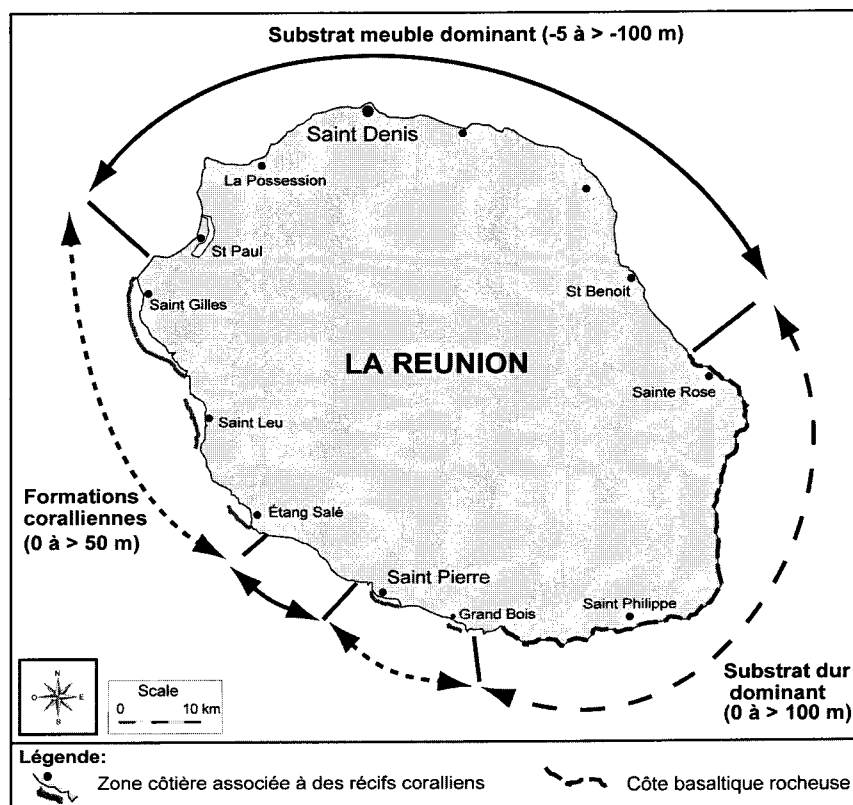 Substrat meuble dominant (-5 à > -100 m)
Saint Denis
La Possession
St Paul
St Benoit
Saint Gilles
LA REUNION
Sainte Rose
Saint Leu
Formations
coralliennes
(0 à > 50 m)
Étang Salé
Saint Pierre
Grand Bois
Saint Philippe
Substrat dur
dominant
(0 à > 100 m)
N
O E
S
Scale
0 10 km
Légende:
Zone côtière associée à des récifs coralliens
Côte basaltique rocheuse